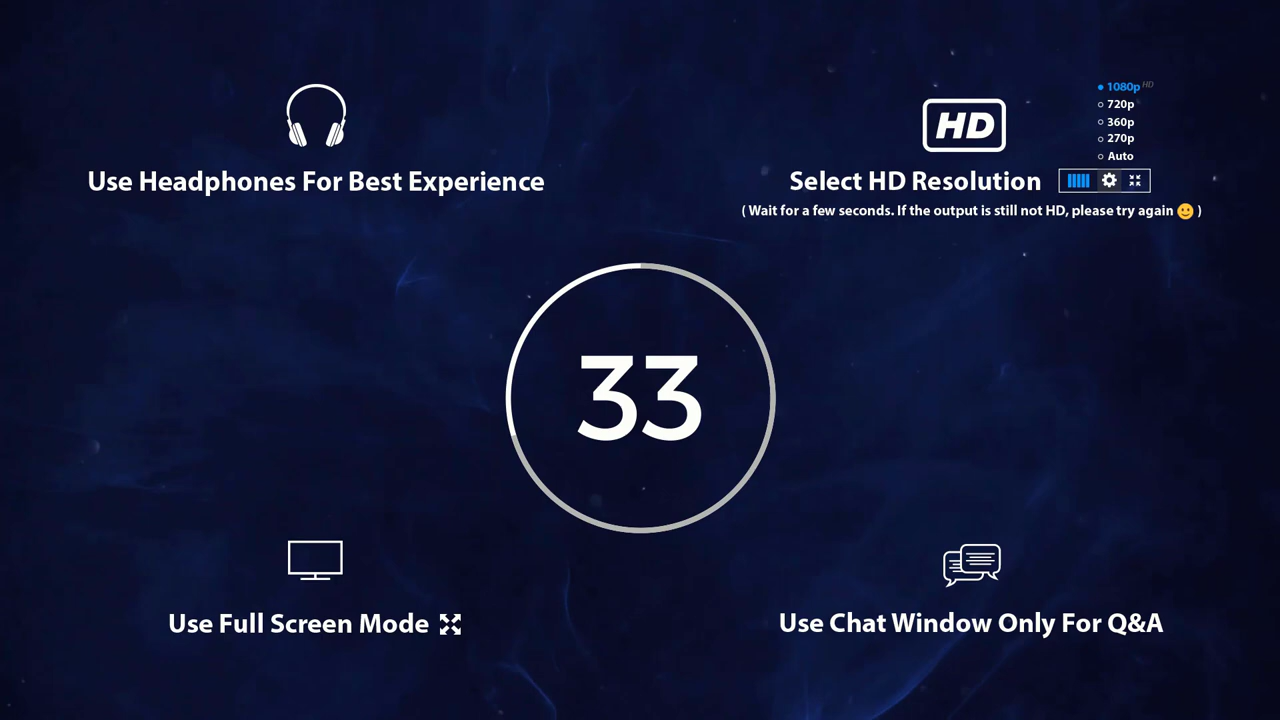 HD
1080p HD
720p
360p
270p
Auto
Use Headphones For Best Experience
Select HD Resolution
( Wait for a few seconds. If the output is still not HD, please try again 🙂 )
33
Use Full Screen Mode
Use Chat Window Only For Q&A